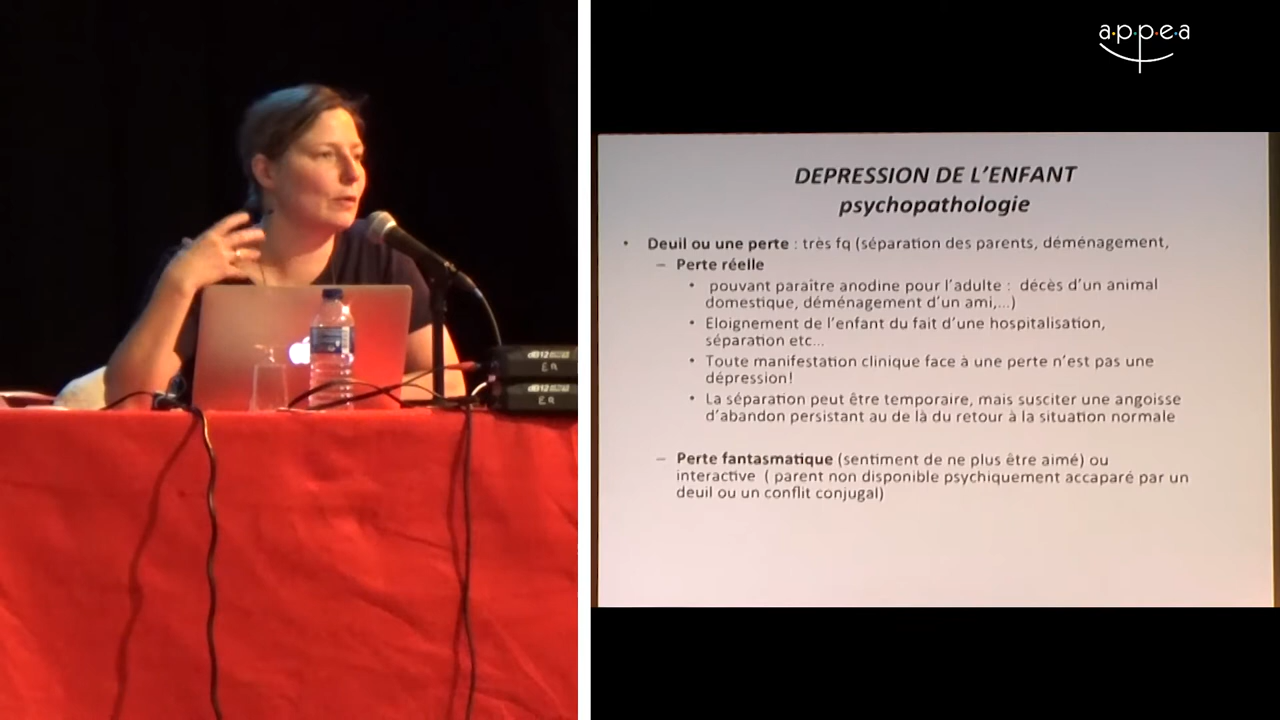 a·p·p·e·a
DEPRESSION DE L'ENFANT
psychopathologie
• Deuil ou une perte : très fq (séparation des parents, déménagement,
– Perte réelle
• pouvant paraître anodine pour l'adulte : décès d'un animal
domestique, déménagement d'un ami,...)
• Eloignement de l'enfant du fait d'une hospitalisation,
séparation etc...
• Toute manifestation clinique face à une perte n'est pas une
dépression!
• La séparation peut être temporaire, mais susciter une angoisse
d'abandon persistant au de là du retour à la situation normale
– Perte fantasmatique (sentiment de ne plus être aimé) ou
interactive ( parent non disponible psychiquement accaparé par un
deuil ou un conflit conjugal)